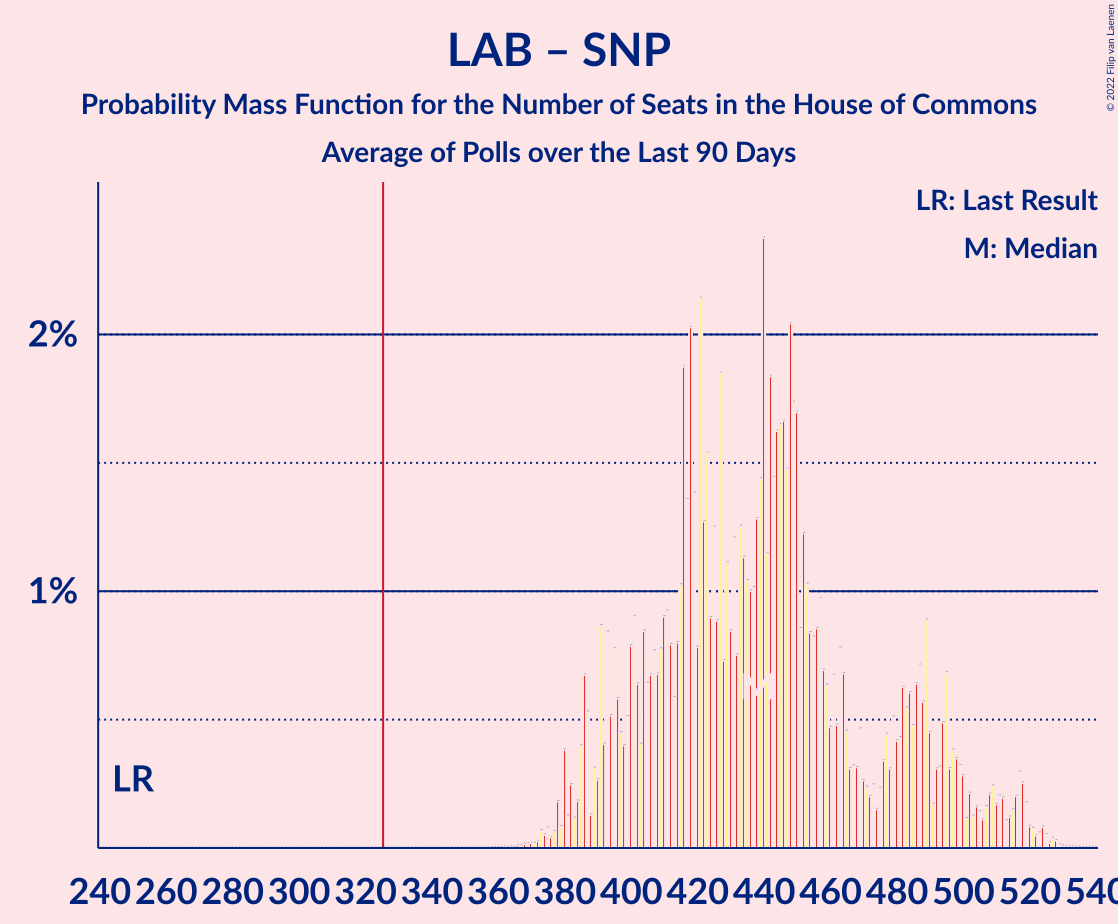 LAB – SNP
Probability Mass Function for the Number of Seats in the House of Commons
Average of Polls over the Last 90 Days
© 2022 Filip van Laenen
LR: Last Result
M: Median
2%
1%
LR
M
240 260 280 300 320 340 360 380 400 420 440 460 480 500 520 540